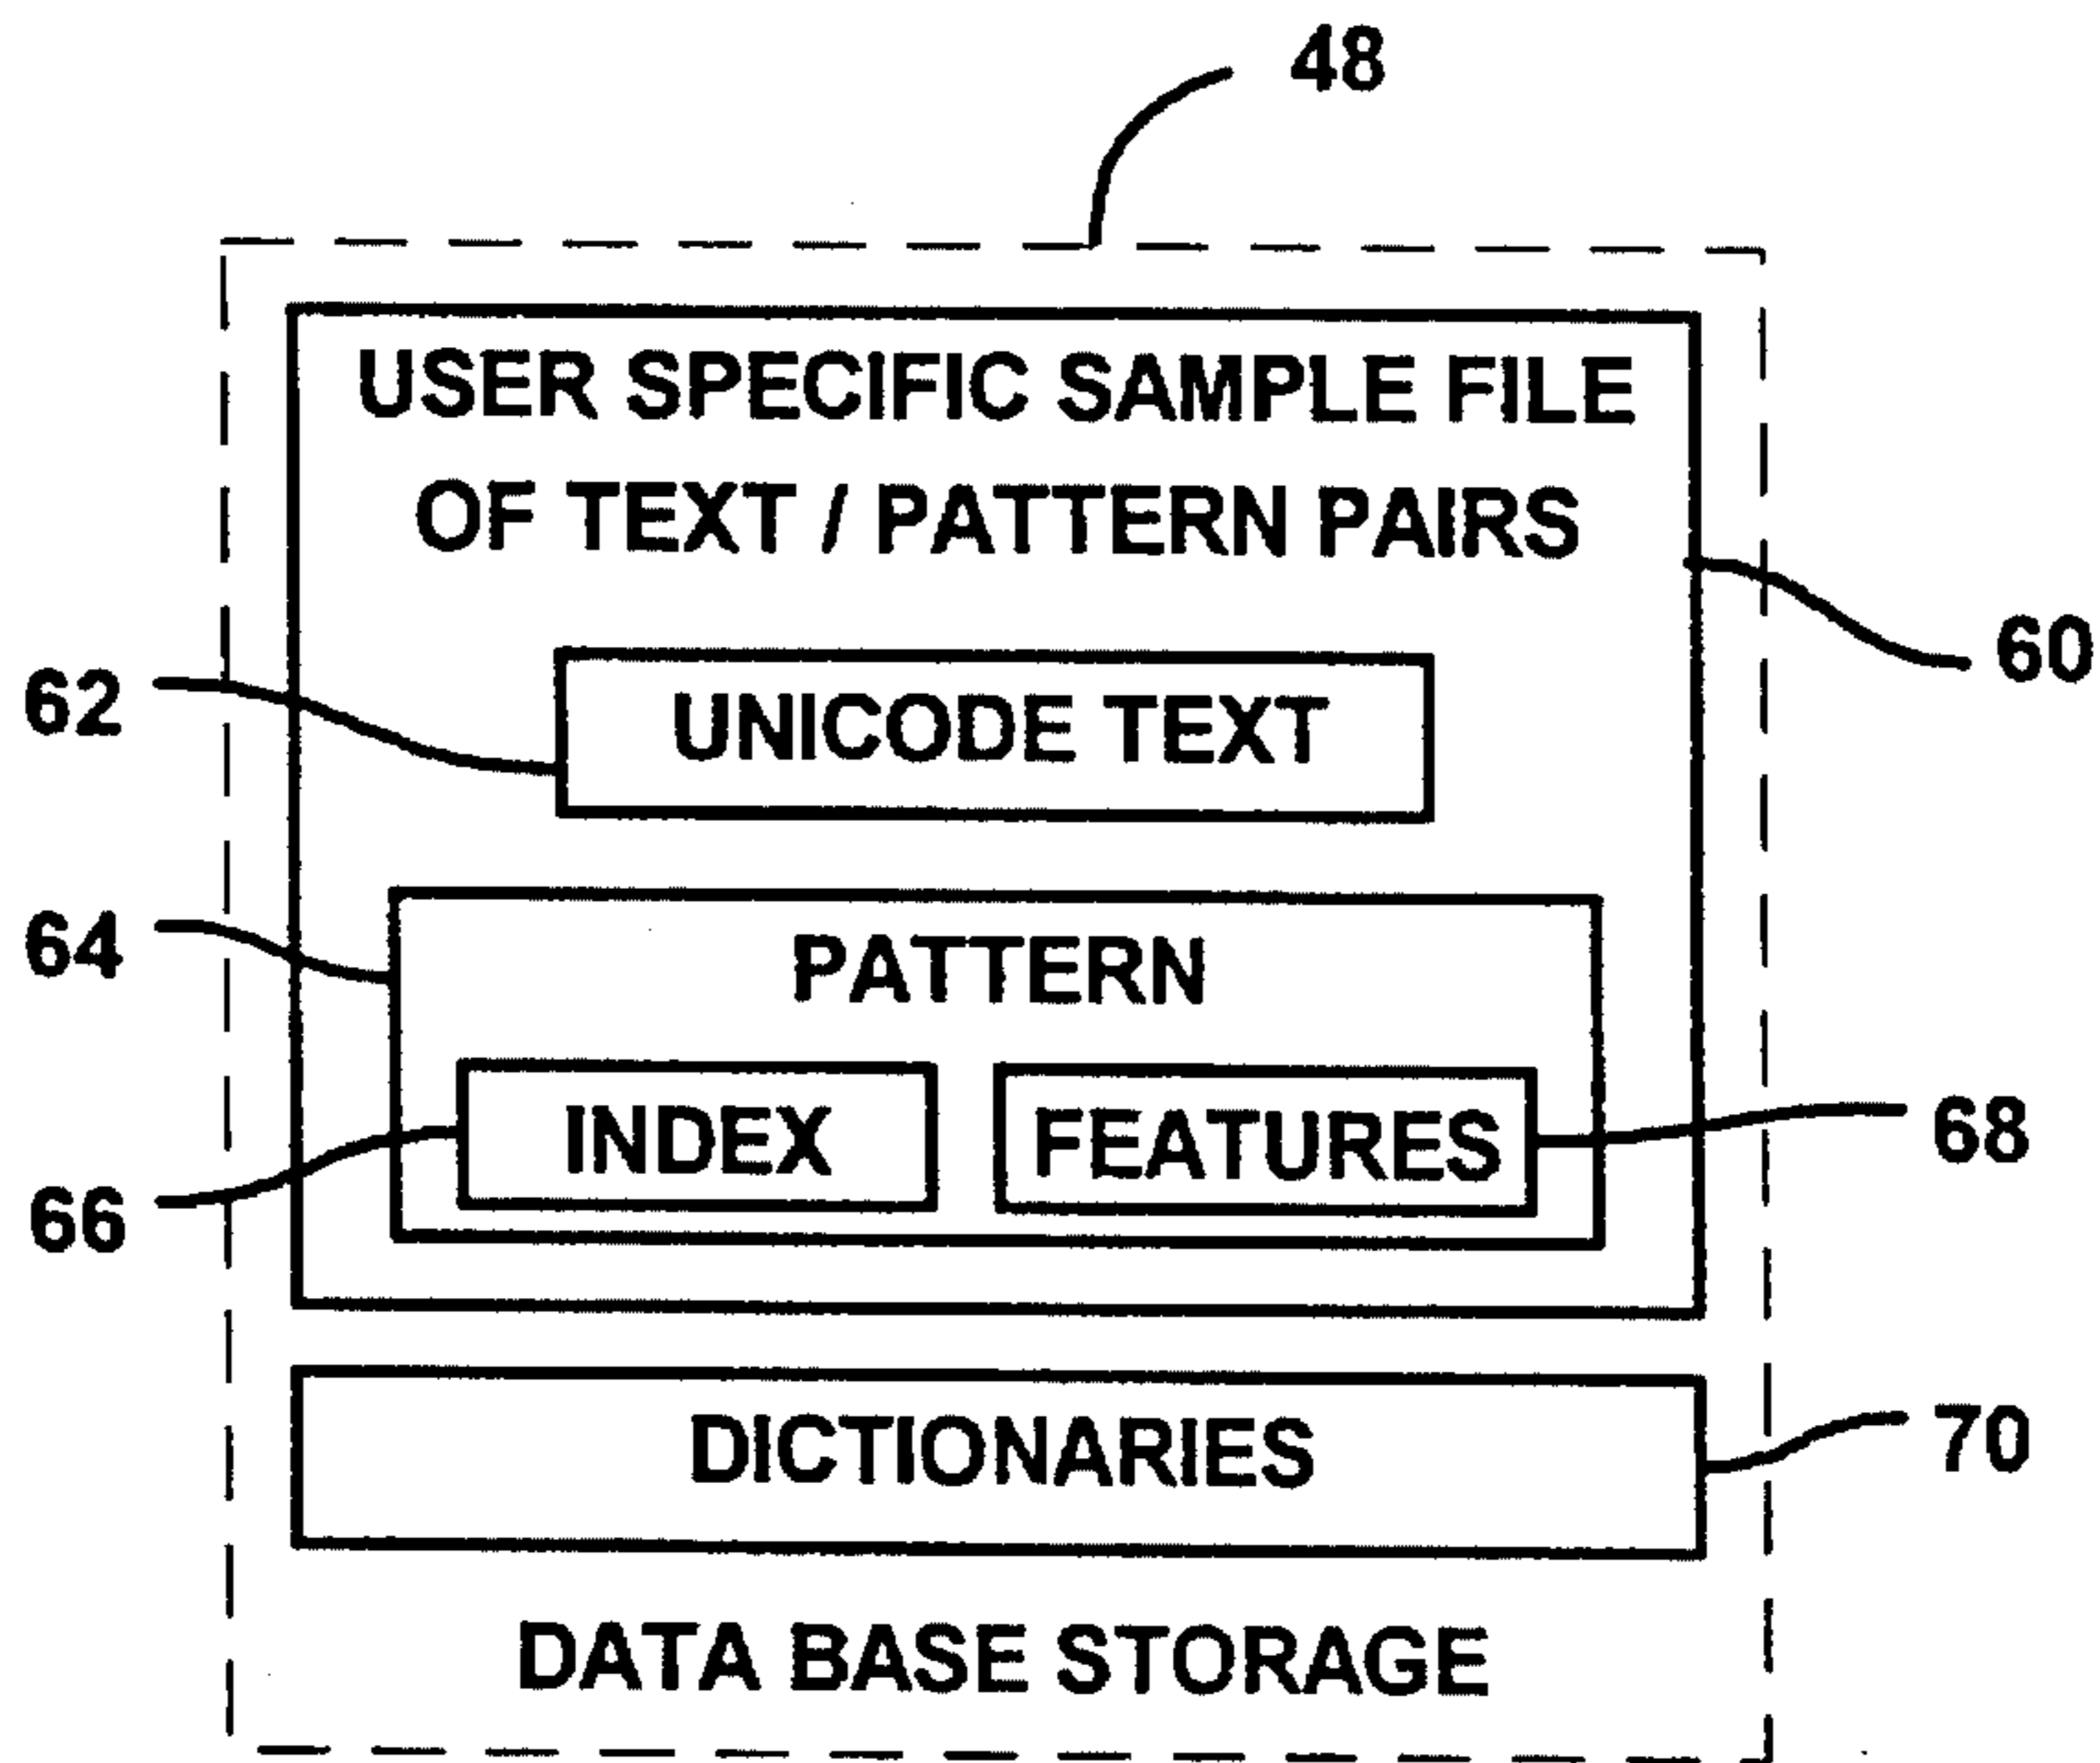 48
USER SPECIFIC SAMPLE FILE
OF TEXT / PATTERN PAIRS
60
62
UNICODE TEXT
64
PATTERN
INDEX
FEATURES
68
66
DICTIONARIES
70
DATA BASE STORAGE